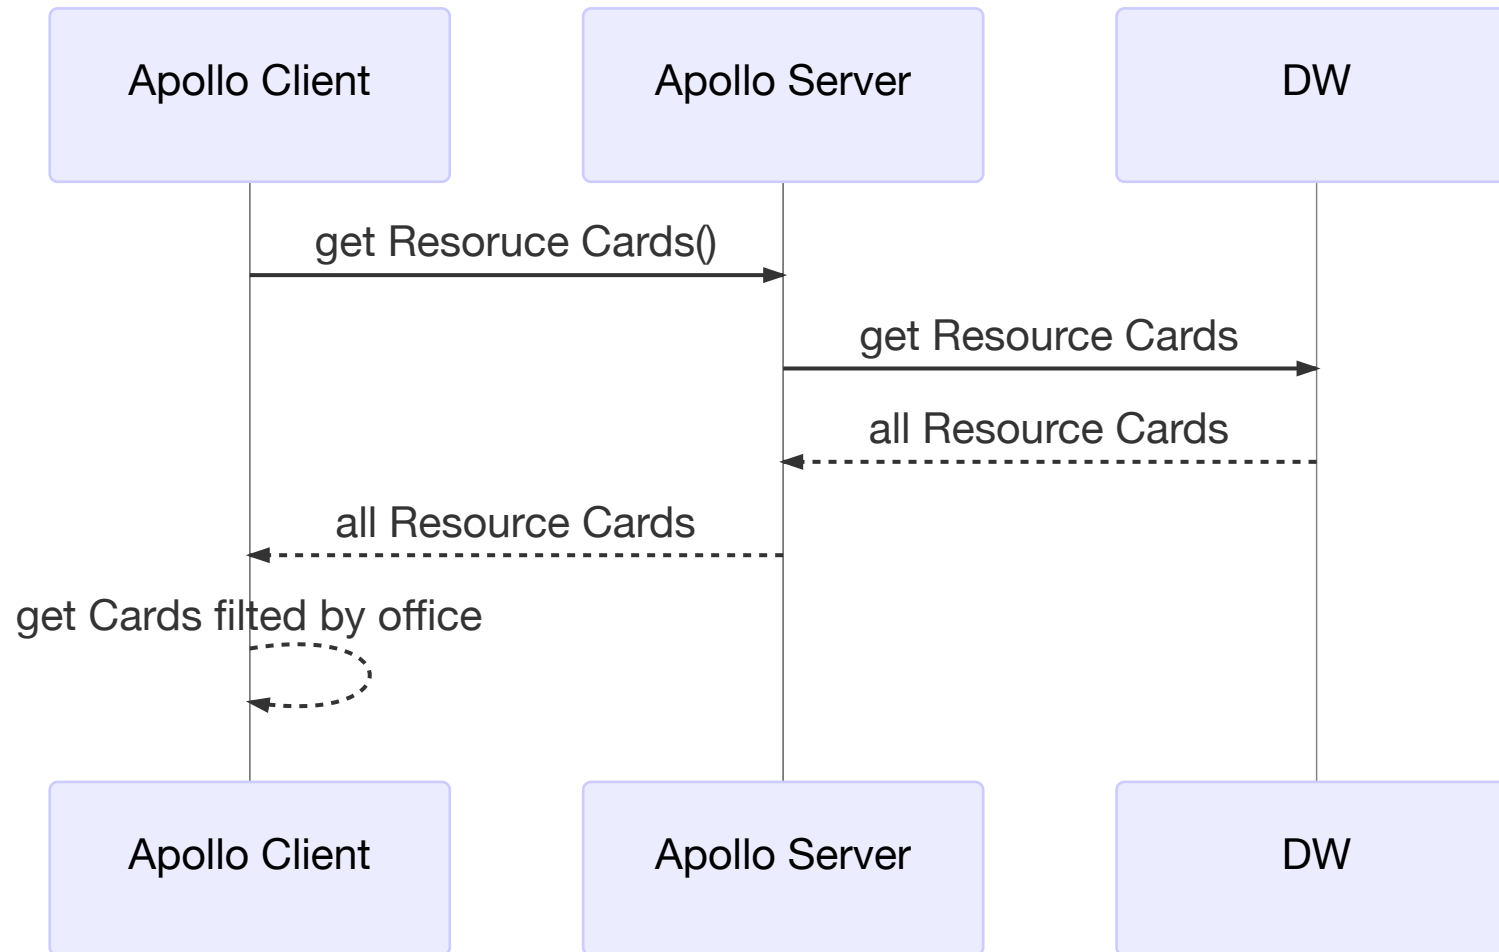 Apollo Client
Apollo Server
DW
get Resoruce Cards()
get Resource Cards
all Resource Cards
all Resource Cards
get Cards filted by office
Apollo Client
Apollo Server
DW